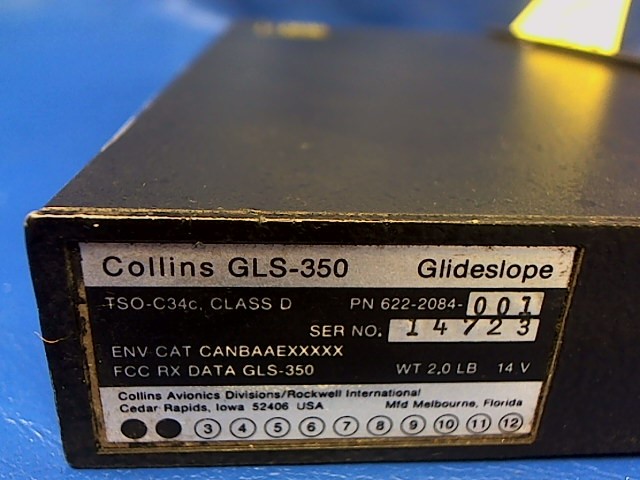 Collins GLS-350 Glideslope
TSO-C34c, CLASS D PN 622-2084-001
SER NO. 14723
ENV CAT CANBAAEXXXXX
FCC RX DATA GLS-350 WT 2.0 LB 14 V
Collins Avionics Divisions/Rockwell International
Cedar Rapids, Iowa 52406 USA Mfd Melbourne, Florida
3 4 5 6 7 8 9 10 11 12